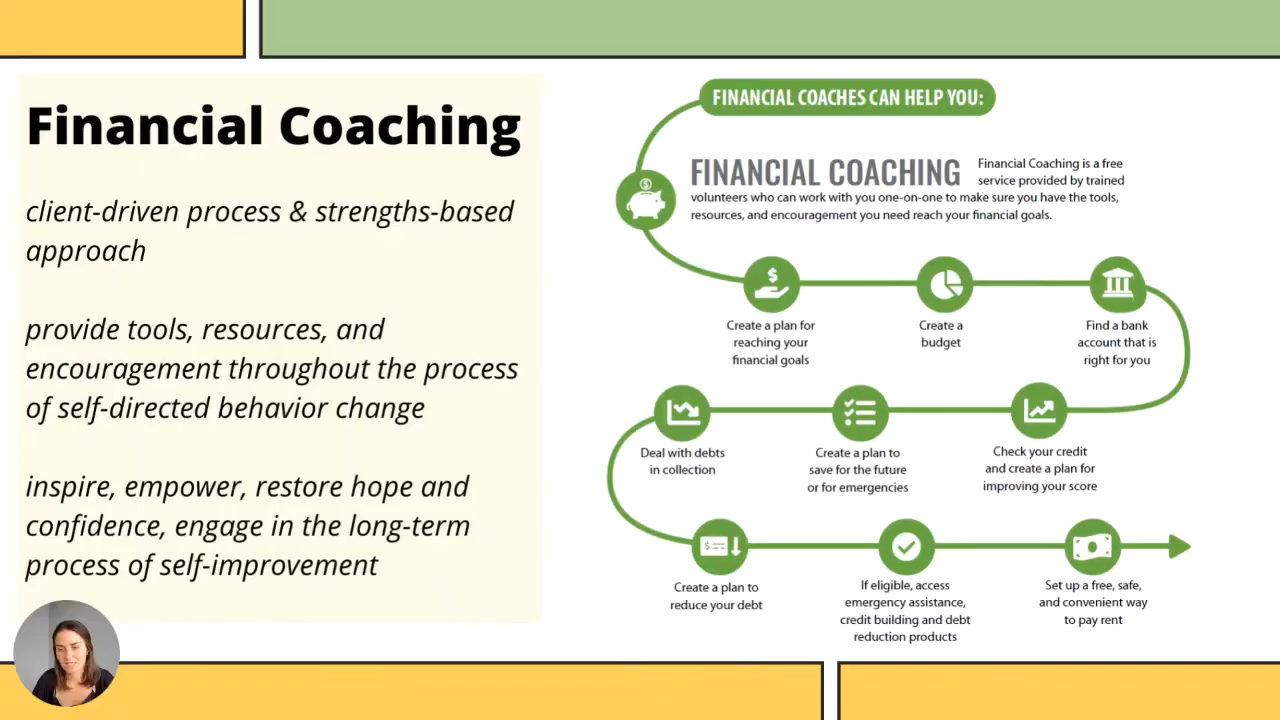 Financial Coaching
client-driven process & strengths-based
approach
provide tools, resources, and
encouragement throughout the process
of self-directed behavior change
inspire, empower, restore hope and
confidence, engage in the long-term
process of self-improvement
FINANCIAL COACHES CAN HELP YOU:
FINANCIAL COACHING Financial Coaching is a free
service provided by trained
volunteers who can work with you one-on-one to make sure you have the tools,
resources, and encouragement you need reach your financial goals.
Create a plan for
reaching your
financial goals
Create a
budget
Find a bank
account that is
right for you
Deal with debts
in collection
Create a plan to
save for the future
or for emergencies
Check your credit
and create a plan for
improving your score
Create a plan to
reduce your debt
If eligible, access
emergency assistance,
credit building and debt
reduction products
Set up a free, safe,
and convenient way
to pay rent